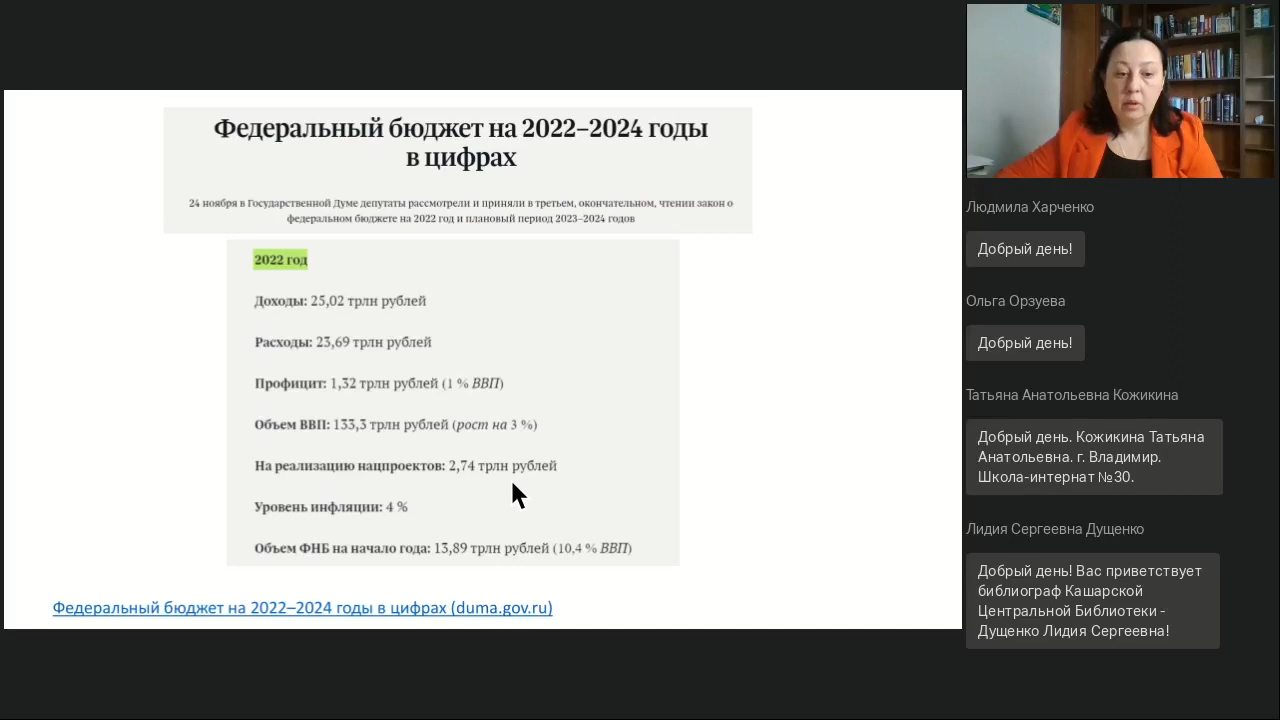 Федеральный бюджет на 2022–2024 годы
в цифрах
24 ноября в Государственной Думе депутаты рассмотрели и приняли в третьем, окончательном, чтении закон о
федеральном бюджете на 2022 год и плановый период 2023–2024 годов
2022 год
Доходы: 25,02 трлн рублей
Расходы: 23,69 трлн рублей
Профицит: 1,32 трлн рублей (1 % ВВП)
Объем ВВП: 133,3 трлн рублей (рост на 3 %)
На реализацию нацпроектов: 2,74 трлн рублей
Уровень инфляции: 4 %
Объем ФНБ на начало года: 13,89 трлн рублей (10,4 % ВВП)
Федеральный бюджет на 2022–2024 годы в цифрах (duma.gov.ru)
Людмила Харченко
Добрый день!
Ольга Орзуева
Добрый день!
Татьяна Анатольевна Кожикина
Добрый день. Кожикина Татьяна
Анатольевна. г. Владимир.
Школа-интернат №30.
Лидия Сергеевна Дущенко
Добрый день! Вас приветствует
библиограф Кашарской
Центральной Библиотеки -
Дущенко Лидия Сергеевна!